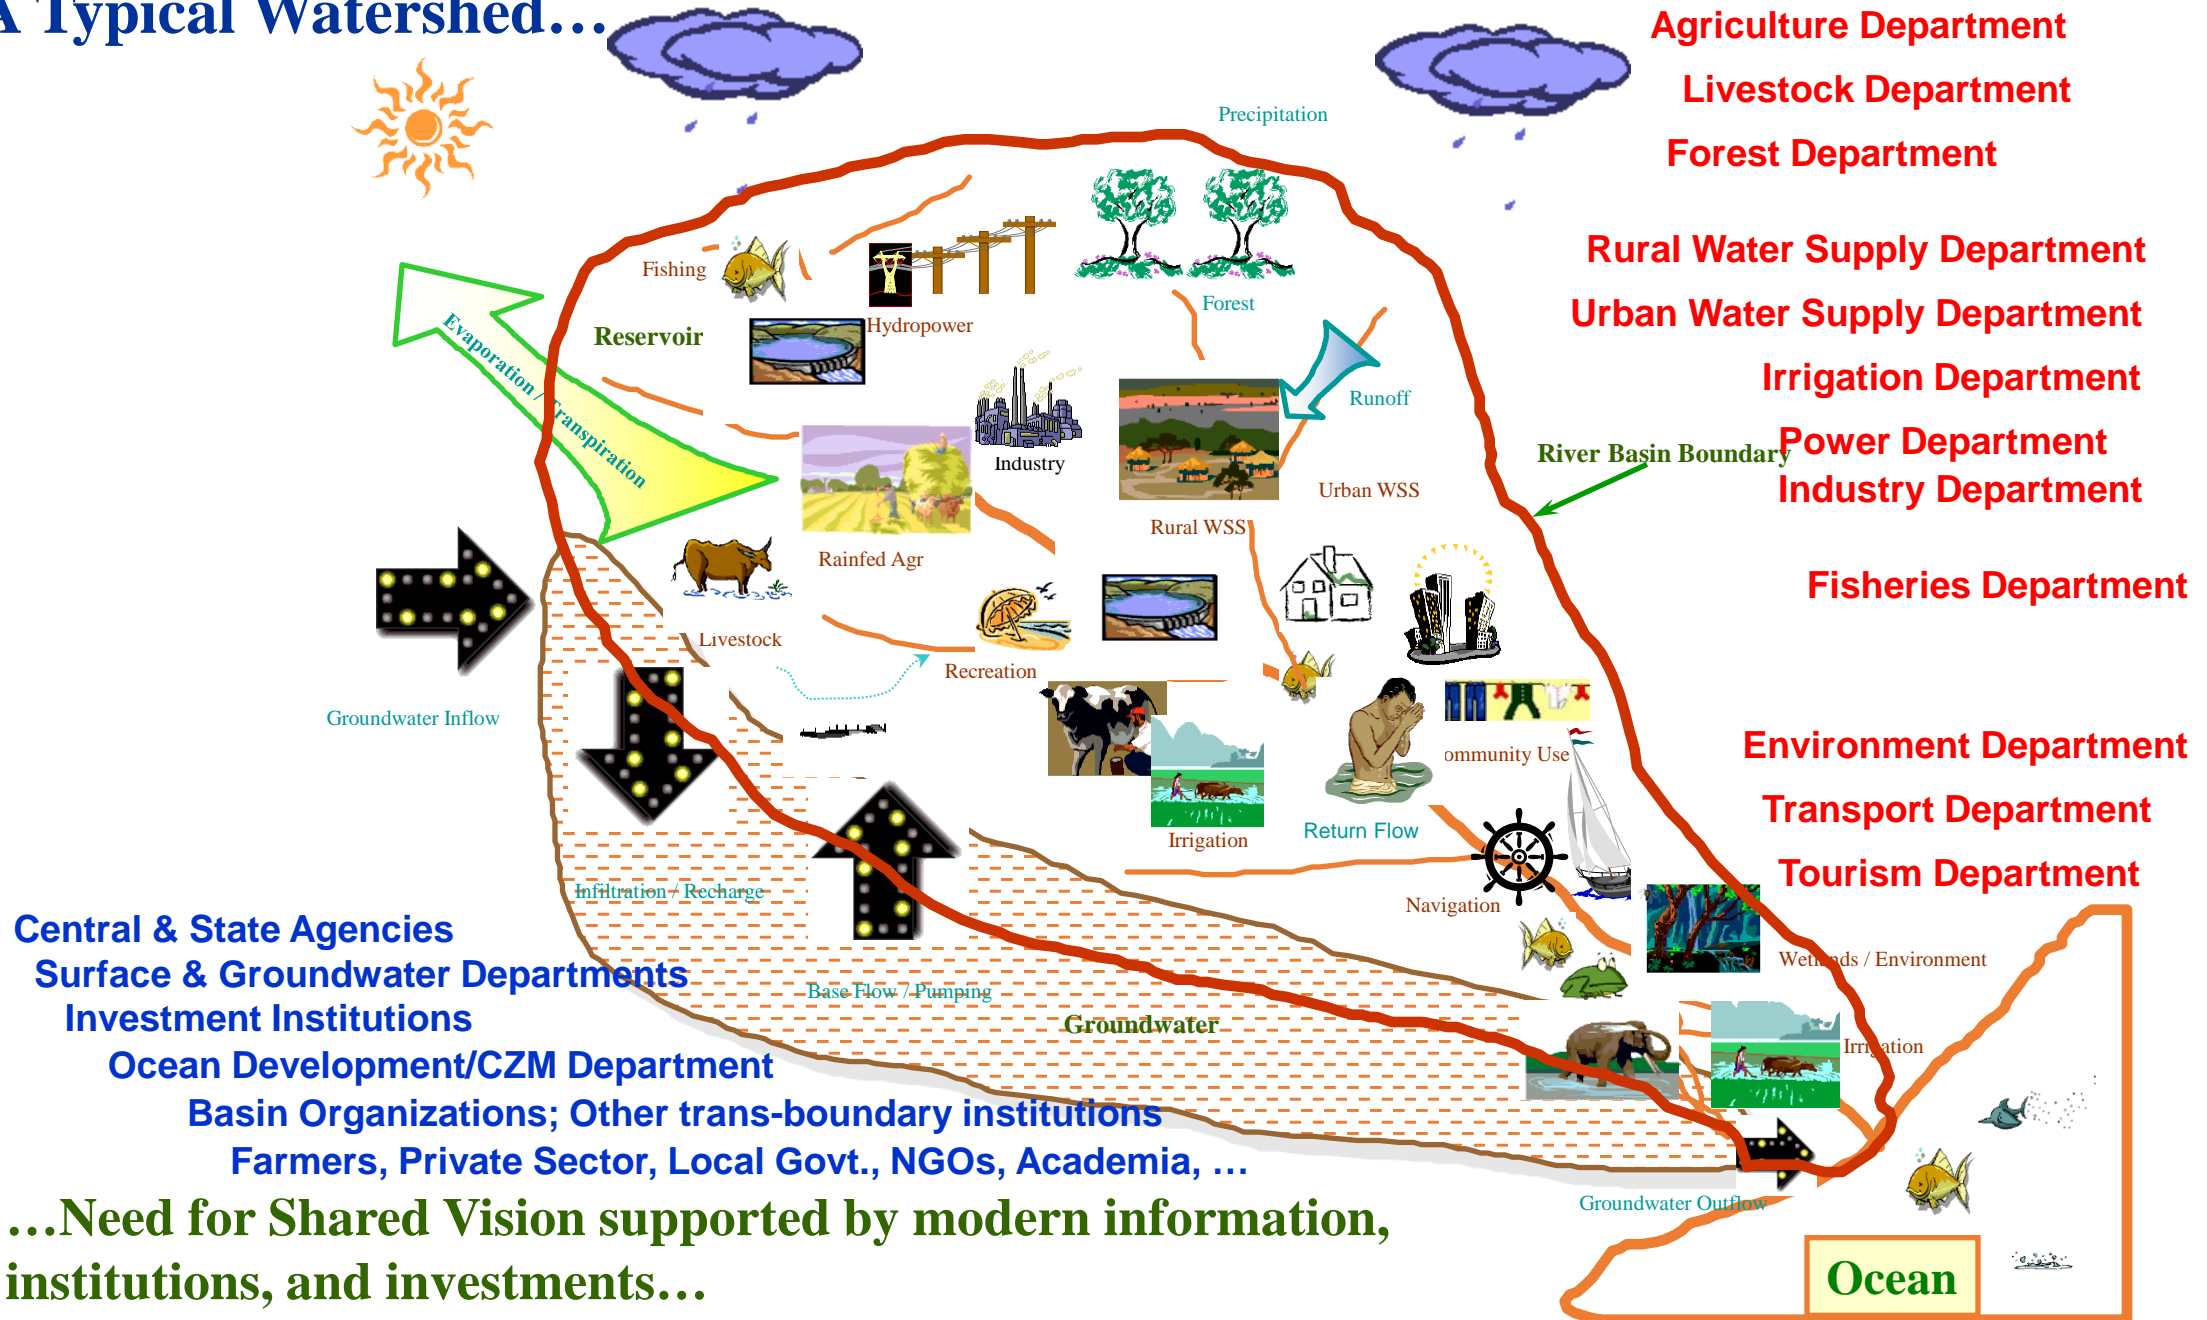 A Typical Watershed…
Agriculture Department
Livestock Department
Precipitation
Forest Department
Rural Water Supply Department
Fishing
Forest
Urban Water Supply Department
Hydropower
Reservoir
Evaporation / Transpiration
Irrigation Department
Runoff
Power Department
River Basin Boundary
Industry
Industry Department
Urban WSS
Rural WSS
Rainfed Agr
Fisheries Department
Livestock
Recreation
Groundwater Inflow
Environment Department
ommunity Use
Transport Department
Return Flow
Irrigation
Tourism Department
Infiltration / Recharge
Navigation
Central & State Agencies
Wetlands / Environment
Surface & Groundwater Departments
Base Flow / Pumping
Investment Institutions
Groundwater
Irrigation
Ocean Development/CZM Department
Basin Organizations; Other trans-boundary institutions
Farmers, Private Sector, Local Govt., NGOs, Academia, …
Groundwater Outflow
…Need for Shared Vision supported by modern information,
institutions, and investments…
Ocean